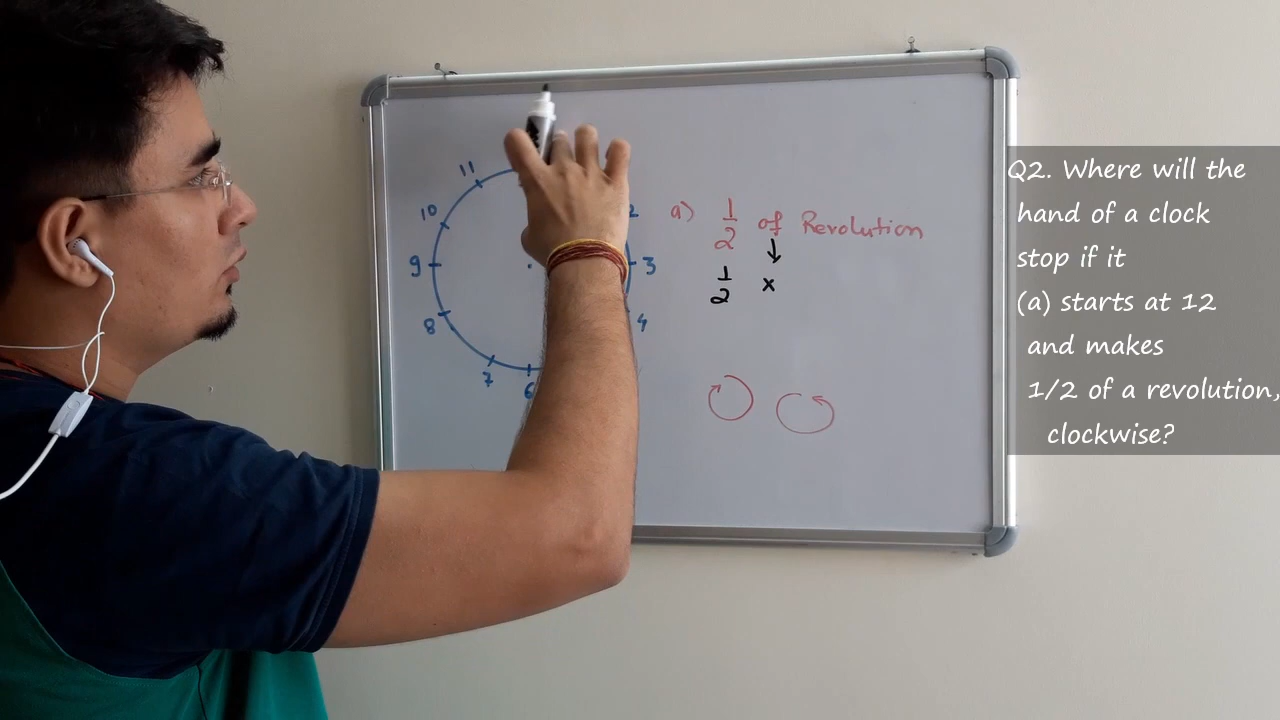 11
10
2
9
3
8
4
7
6
a) 1/2 of Revolution
↓
1/2 x
Q2. Where will the
hand of a clock
stop if it
(a) starts at 12
and makes
1/2 of a revolution,
clockwise?